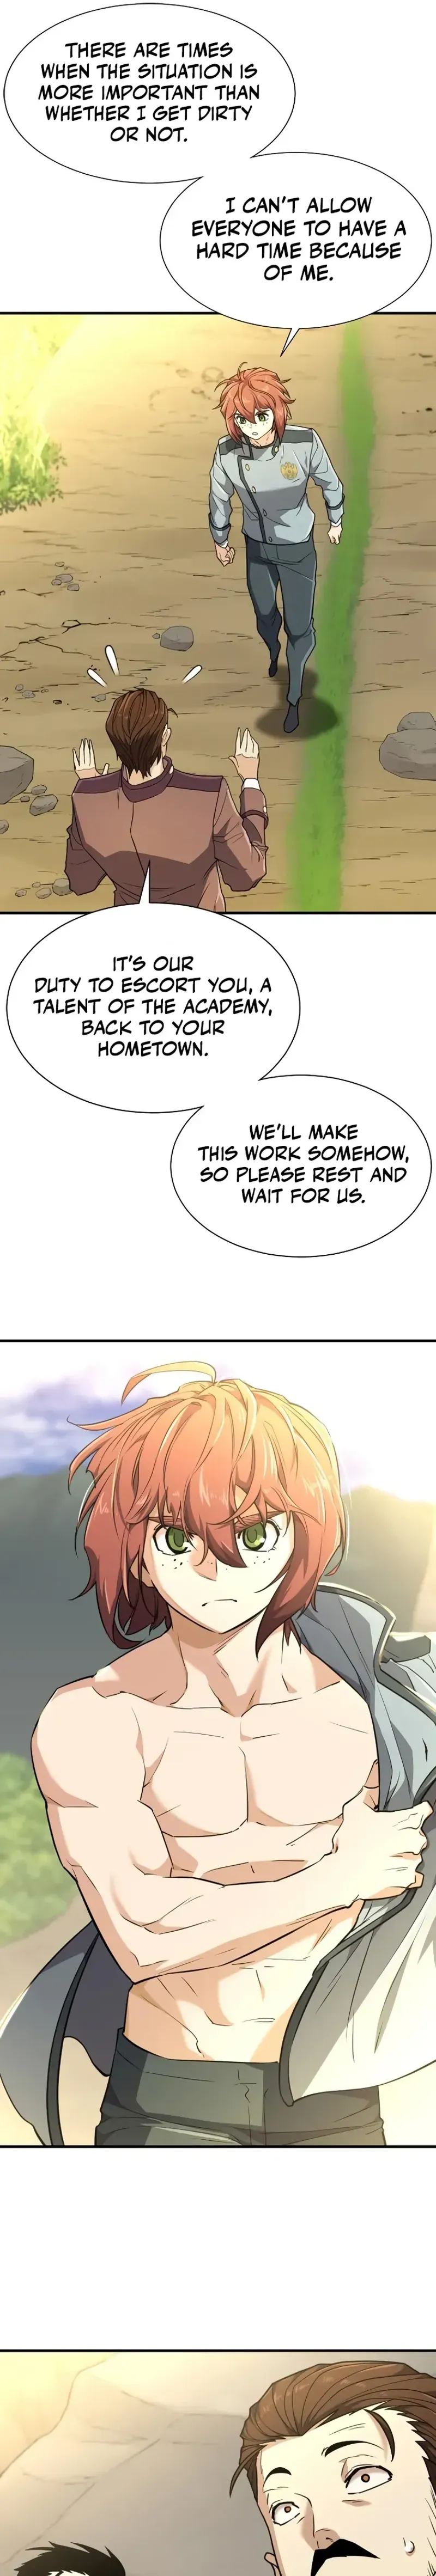 THERE ARE TIMES
WHEN THE SITUATION IS
MORE IMPORTANT THAN
WHETHER I GET DIRTY
OR NOT.
I CAN'T ALLOW
EVERYONE TO HAVE A
HARD TIME BECAUSE
OF ME.
IT'S OUR
DUTY TO ESCORT YOU, A
TALENT OF THE ACADEMY,
BACK TO YOUR
HOMETOWN.
WE'LL MAKE
THIS WORK SOMEHOW,
SO PLEASE REST AND
WAIT FOR US.